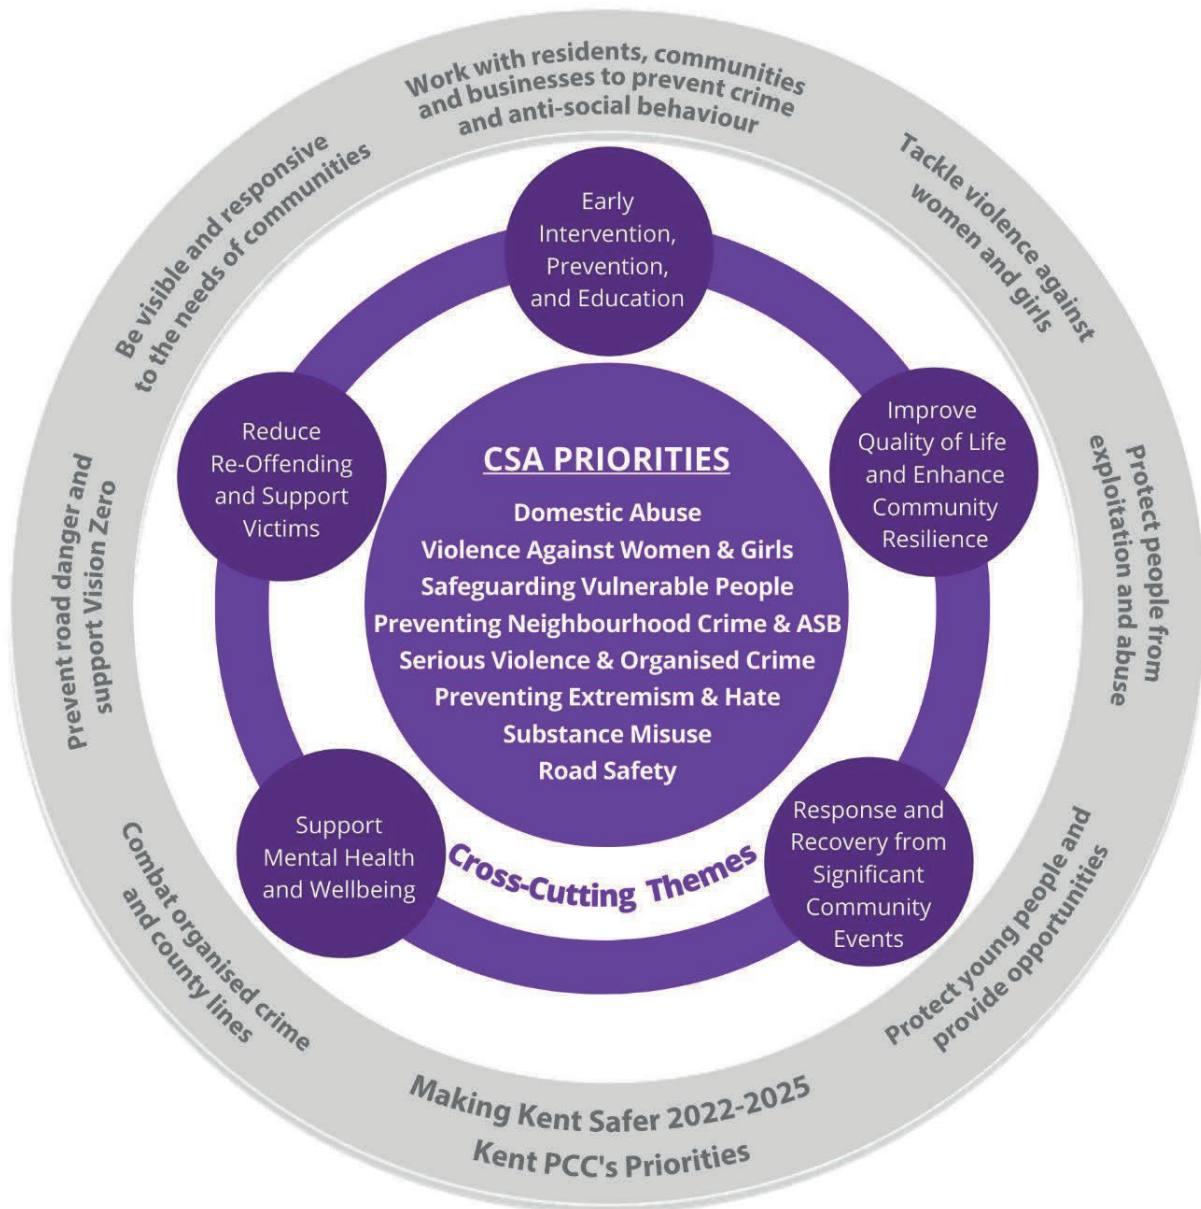 Work with residents, communities
and businesses to prevent crime
and anti-social behaviour
Tackle violence against
women and girls
Protect people from
exploitation and abuse
Protect young people and
provide opportunities
Making Kent Safer 2022-2025
Kent PCC's Priorities
Combat organised crime
and county lines
Prevent road danger and
support Vision Zero
Be visible and responsive
to the needs of communities
Early
Intervention,
Prevention,
and Education
Improve
Quality of Life
and Enhance
Community
Resilience
Response and
Recovery from
Significant
Community
Events
Support
Mental Health
and Wellbeing
Reduce
Re-Offending
and Support
Victims
CSA PRIORITIES
Domestic Abuse
Violence Against Women & Girls
Safeguarding Vulnerable People
Preventing Neighbourhood Crime & ASB
Serious Violence & Organised Crime
Preventing Extremism & Hate
Substance Misuse
Road Safety
Cross-Cutting Themes